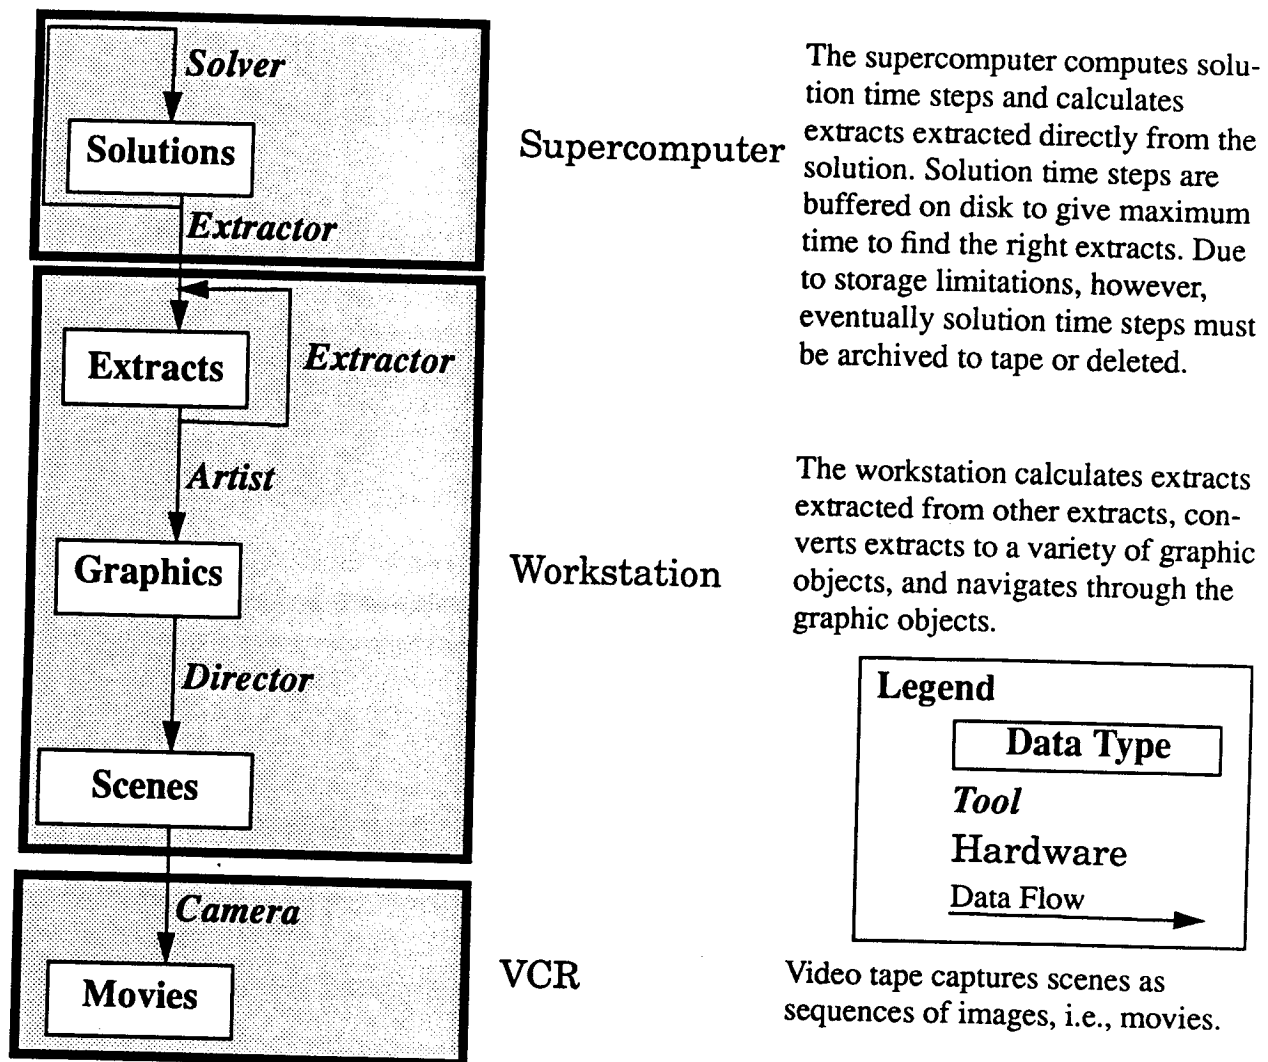 Solver
Solutions
Extractor
Supercomputer
The supercomputer computes solu-
tion time steps and calculates
extracts extracted directly from the
solution. Solution time steps are
buffered on disk to give maximum
time to find the right extracts. Due
to storage limitations, however,
eventually solution time steps must
be archived to tape or deleted.
Extracts
Extractor
Artist
Graphics
Director
Scenes
Workstation
The workstation calculates extracts
extracted from other extracts, con-
verts extracts to a variety of graphic
objects, and navigates through the
graphic objects.
Legend
Data Type
Tool
Hardware
Data Flow
Camera
Movies
VCR
Video tape captures scenes as
sequences of images, i.e., movies.